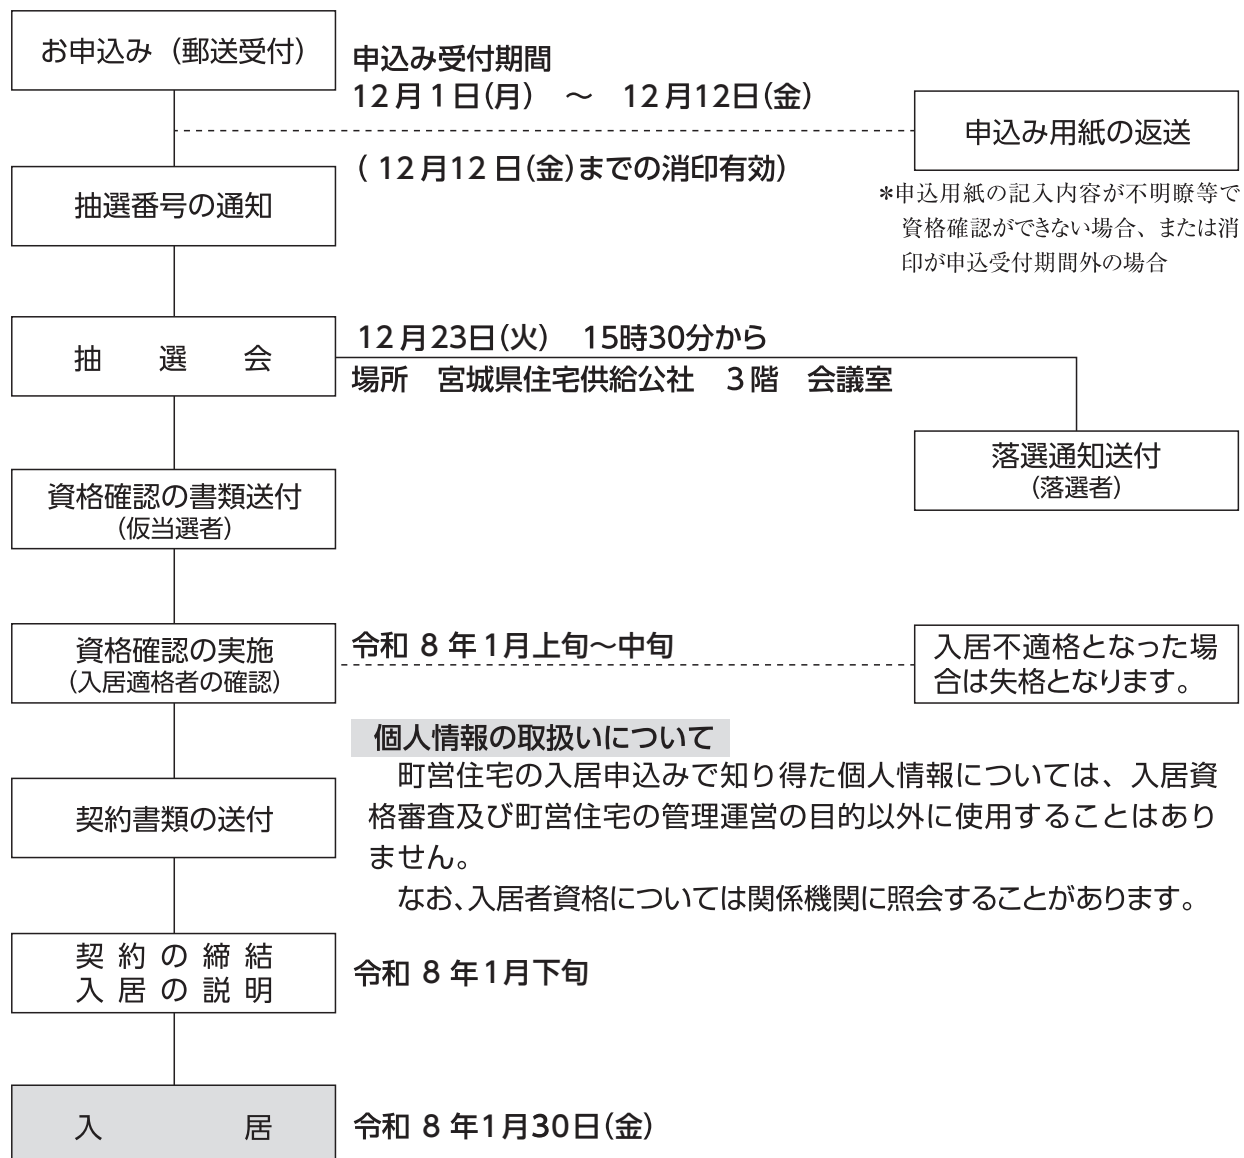 お申込み（郵送受付）
申込み受付期間
12月1日(月)　～　12月12日(金)
申込み用紙の返送
(12月12日(金)までの消印有効)
*申込用紙の記入内容が不明瞭等で
資格確認ができない場合、または消
印が申込受付期間外の場合
抽選番号の通知
抽　選　会
12月23日(火)　15時30分から
場所　宮城県住宅供給公社　3階　会議室
落選通知送付
（落選者）
資格確認の書類送付
（仮当選者）
資格確認の実施
（入居適格者の確認）
令和8年1月上旬～中旬
入居不適格となった場
合は失格となります。
個人情報の取扱いについて
町営住宅の入居申込みで知り得た個人情報については、入居資
格審査及び町営住宅の管理運営の目的以外に使用することはあり
ません。
なお、入居者資格については関係機関に照会することがあります。
契約書類の送付
契約の締結
入居の説明
令和8年1月下旬
入　居
令和8年1月30日(金)